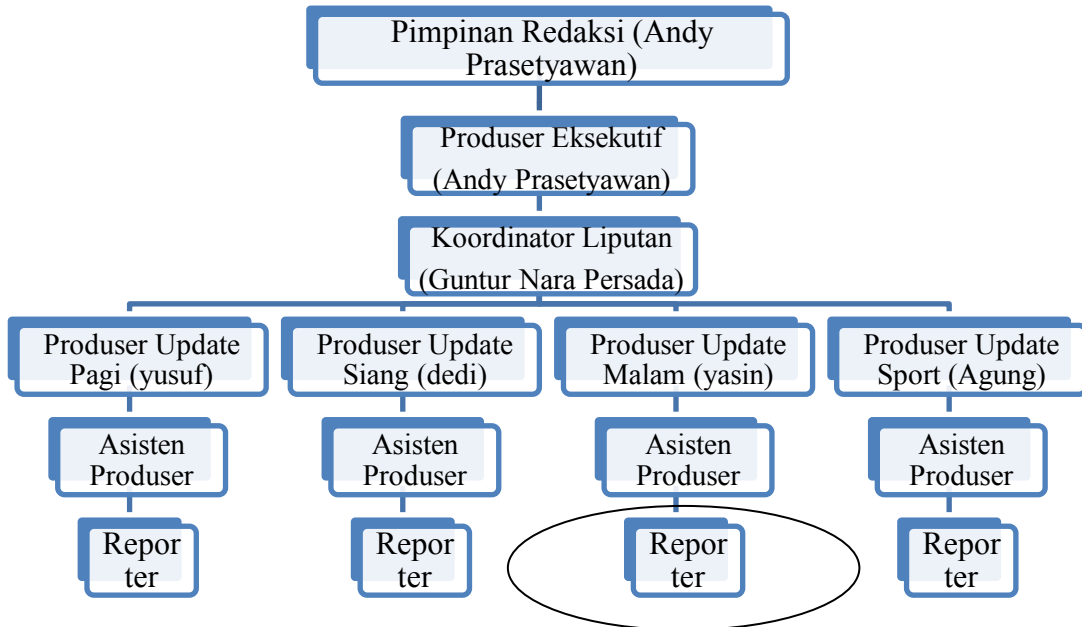 Pimpinan Redaksi (Andy
Prasetyawan)
Produser Eksekutif
(Andy Prasetyawan)
Koordinator Liputan
(Guntur Nara Persada)
Produser Update
Pagi (yusuf)
Produser Update
Siang (dedi)
Produser Update
Malam (yasin)
Produser Update
Sport (Agung)
Asisten
Produser
Asisten
Produser
Asisten
Produser
Asisten
Produser
Repor
ter
Repor
ter
Repor
ter
Repor
ter